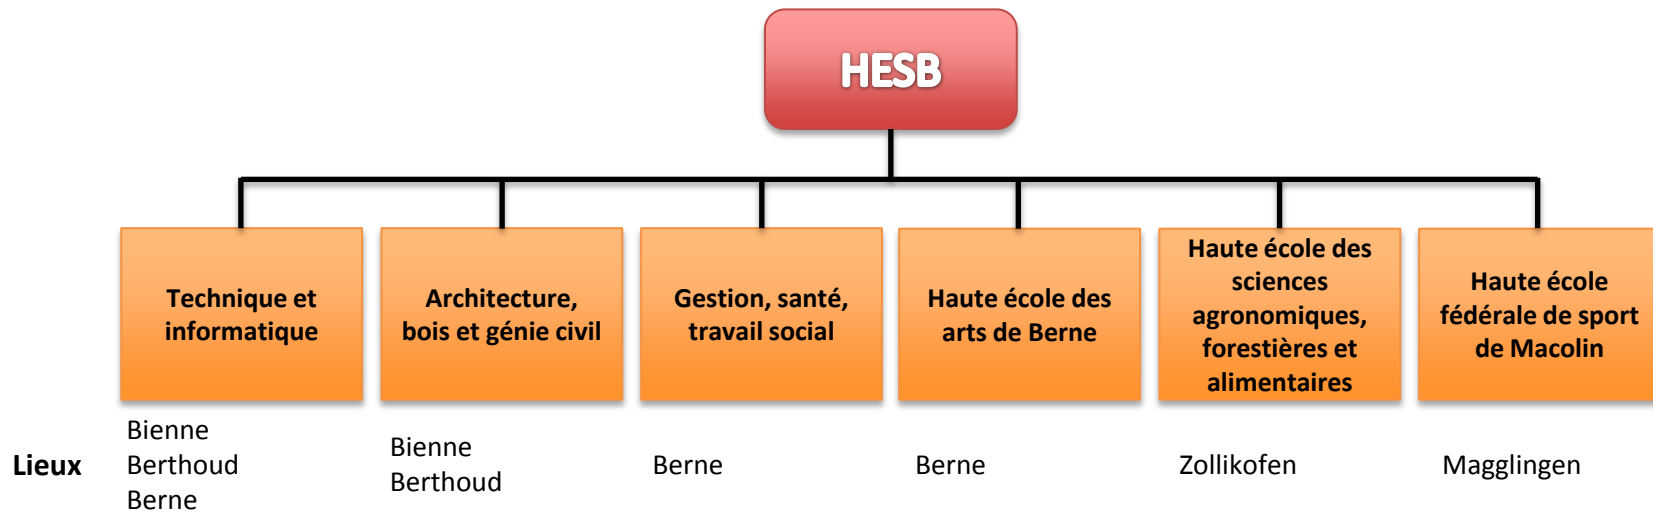 HESB
Technique et
informatique
Architecture,
bois et génie civil
Gestion, santé,
travail social
Haute école des
arts de Berne
Haute école des
sciences
agronomiques,
forestières et
alimentaires
Haute école
fédérale de sport
de Macolin
Lieux
Bienne
Berthoud
Berne
Bienne
Berthoud
Berne
Berne
Zollikofen
Magglingen